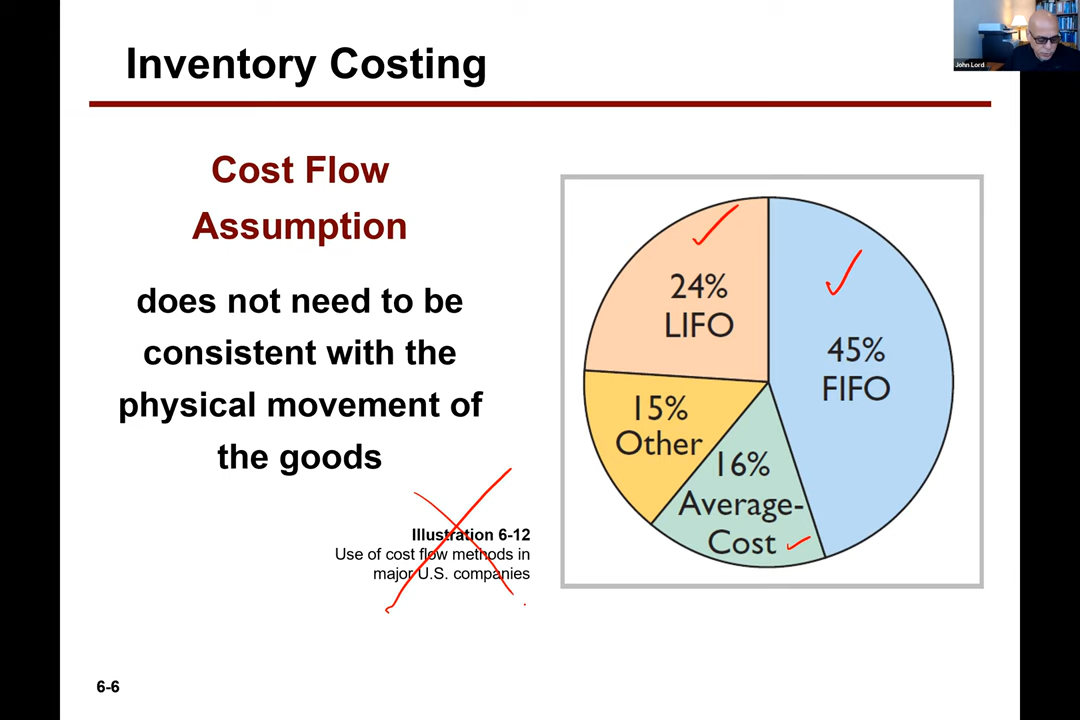 Inventory Costing
John Lord
Cost Flow
Assumption
does not need to be
consistent with the
physical movement of
the goods
Illustration 6-12
Use of cost flow methods in
major U.S. companies
24%
LIFO
45%
FIFO
15%
Other
16%
Average-
Cost
6-6